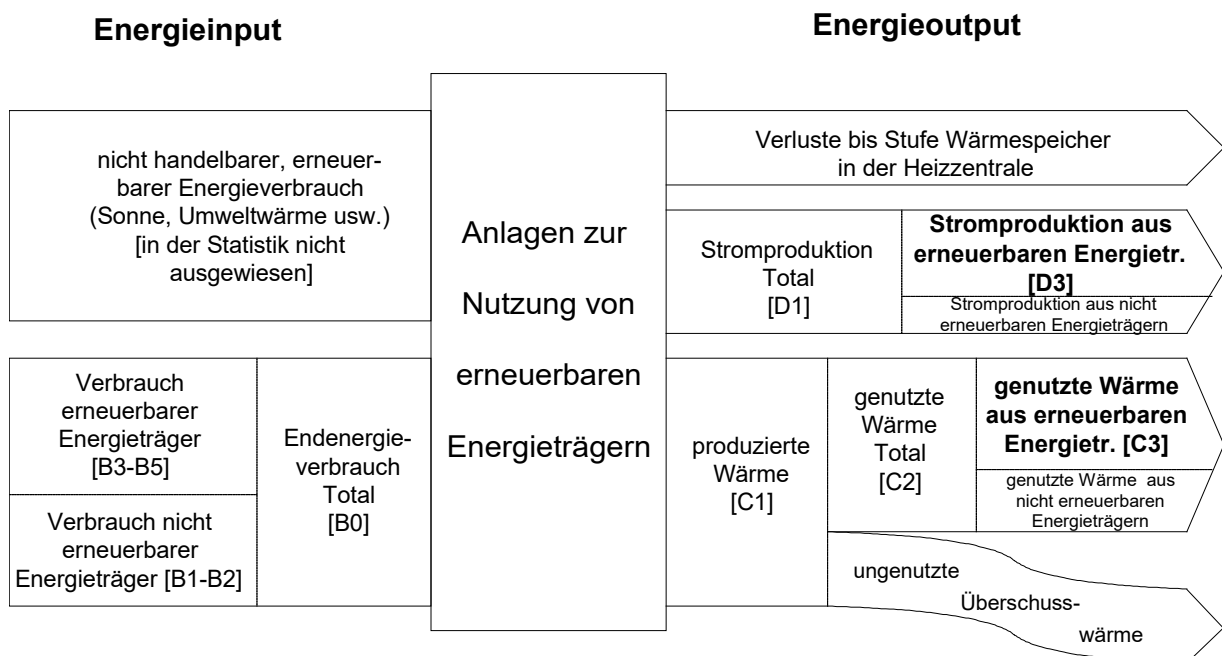 Energieinput
Energieoutput
nicht handelbarer, erneuer-
barer Energieverbrauch
(Sonne, Umweltwärme usw.)
[in der Statistik nicht
ausgewiesen]
Verbrauch
erneuerbarer
Energieträger
[B3-B5]
Verbrauch nicht
erneuerbarer
Energieträger [B1-B2]
Endenergie-
verbrauch
Total
[B0]
Anlagen zur
Nutzung von
erneuerbaren
Energieträgern
Verluste bis Stufe Wärmespeicher
in der Heizzentrale
Stromproduktion
Total
[D1]
Stromproduktion aus
erneuerbaren Energietr.
[D3]
Stromproduktion aus nicht
erneuerbaren Energieträgern
produzierte
Wärme
[C1]
genutzte
Wärme
Total
[C2]
genutzte Wärme
aus erneuerbaren
Energietr. [C3]
genutzte Wärme aus
nicht erneuerbaren
Energieträgern
ungenutzte
Überschuss-
wärme